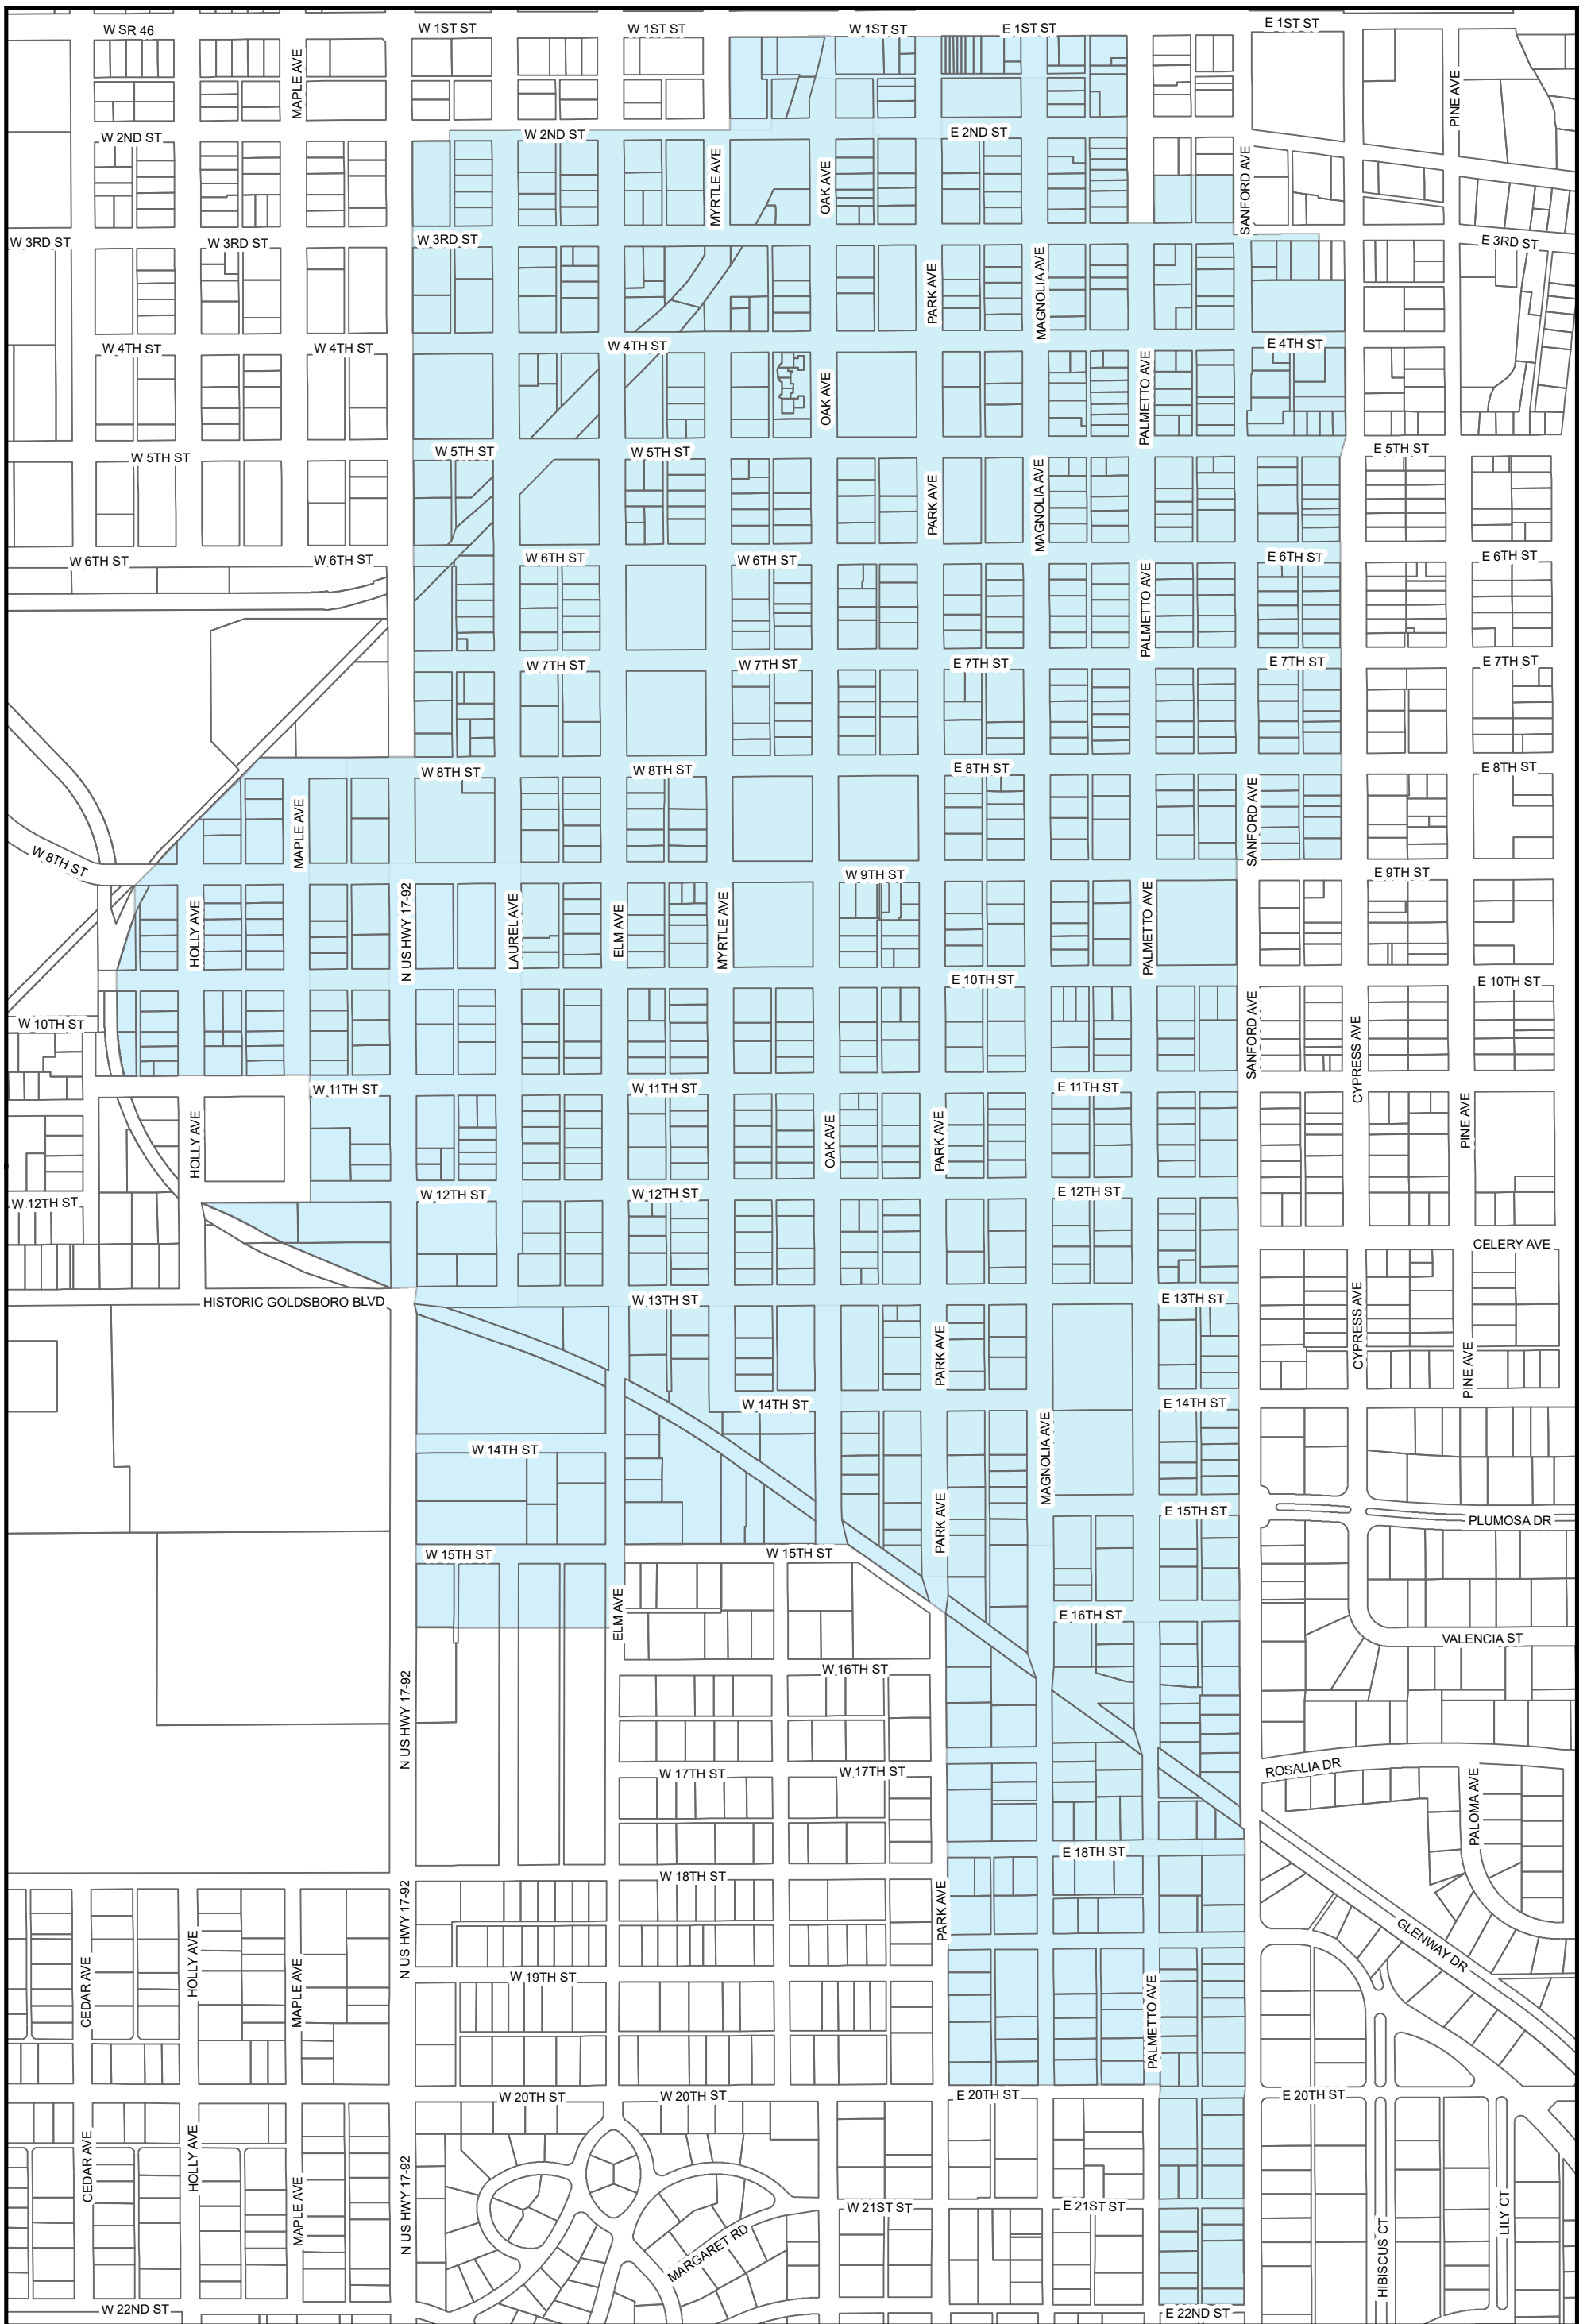 W SR 46
W 1ST ST
W 1ST ST
W 1ST ST
E 1ST ST
E 1ST ST
MAPLE AVE
PINE AVE
W 2ND ST
W 2ND ST
E 2ND ST
MYRTLE AVE
OAK AVE
SANFORD AVE
W 3RD ST
W 3RD ST
W 3RD ST
E 3RD ST
PARK AVE
MAGNOLIA AVE
W 4TH ST
W 4TH ST
W 4TH ST
E 4TH ST
OAK AVE
PALMETTO AVE
W 5TH ST
W 5TH ST
W 5TH ST
E 5TH ST
PARK AVE
MAGNOLIA AVE
W 6TH ST
W 6TH ST
W 6TH ST
W 6TH ST
E 6TH ST
E 6TH ST
PALMETTO AVE
W 7TH ST
W 7TH ST
E 7TH ST
E 7TH ST
E 7TH ST
W 8TH ST
W 8TH ST
W 8TH ST
E 8TH ST
E 8TH ST
MAPLE AVE
SANFORD AVE
W 9TH ST
E 9TH ST
HOLLY AVE
N US HWY 17-92
LAUREL AVE
ELM AVE
MYRTLE AVE
PALMETTO AVE
W 10TH ST
E 10TH ST
E 10TH ST
SANFORD AVE
CYPRESS AVE
W 11TH ST
W 11TH ST
E 11TH ST
HOLLY AVE
OAK AVE
PARK AVE
PINE AVE
W 12TH ST
W 12TH ST
W 12TH ST
E 12TH ST
CELERY AVE
HISTORIC GOLDSBORO BLVD
W 13TH ST
E 13TH ST
PARK AVE
CYPRESS AVE
PINE AVE
W 14TH ST
W 14TH ST
E 14TH ST
MAGNOLIA AVE
PARK AVE
E 15TH ST
PLUMOSA DR
W 15TH ST
W 15TH ST
ELM AVE
E 16TH ST
VALENCIA ST
W 16TH ST
N US HWY 17-92
W 17TH ST
W 17TH ST
ROSALIA DR
PALOMA AVE
W 18TH ST
E 18TH ST
N US HWY 17-92
PARK AVE
GLENWAY DR
W 19TH ST
CEDAR AVE
HOLLY AVE
MAPLE AVE
PALMETTO AVE
W 20TH ST
W 20TH ST
E 20TH ST
E 20TH ST
CEDAR AVE
HOLLY AVE
MAPLE AVE
N US HWY 17-92
W 21ST ST
E 21ST ST
MARGARET RD
HIBISCUS CT
LILY CT
W 22ND ST
E 22ND ST